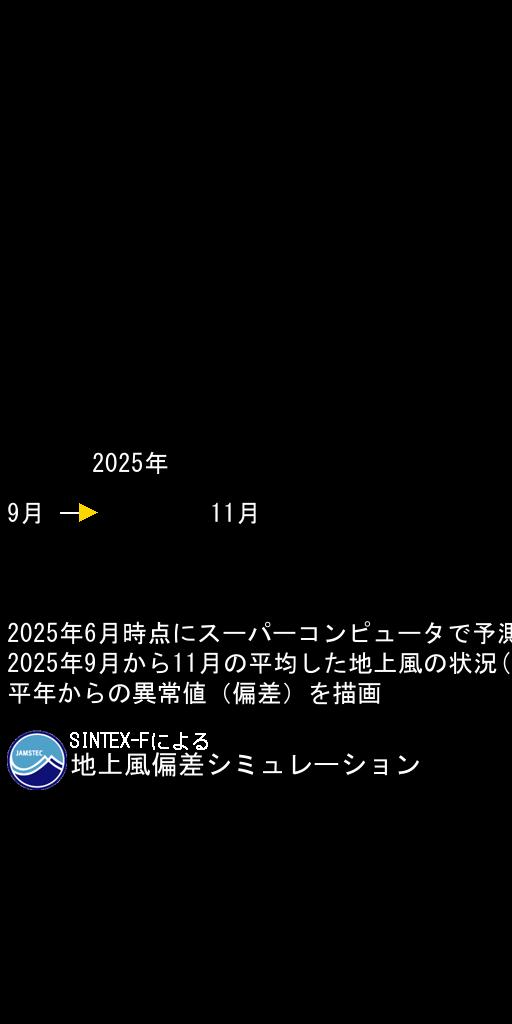 2025年
9月
11月
2025年6月時点にスーパーコンピュータで予測
2025年9月から11月の平均した地上風の状況(
平年からの異常値（偏差）を描画
SINTEX-Fによる
JAMSTEC
地上風偏差シミュレーション